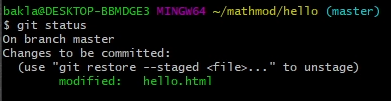 bakla@DESKTOP-BBMDGE3 MINGW64 ~/mathmod/hello (master)
$ git status
On branch master
Changes to be committed:
  (use "git restore --staged <file>..." to unstage)
        modified:   hello.html